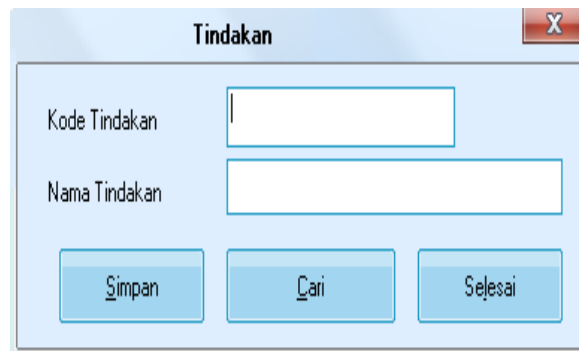 Tindakan
Kode Tindakan
Nama Tindakan
Simpan Cari Selesai